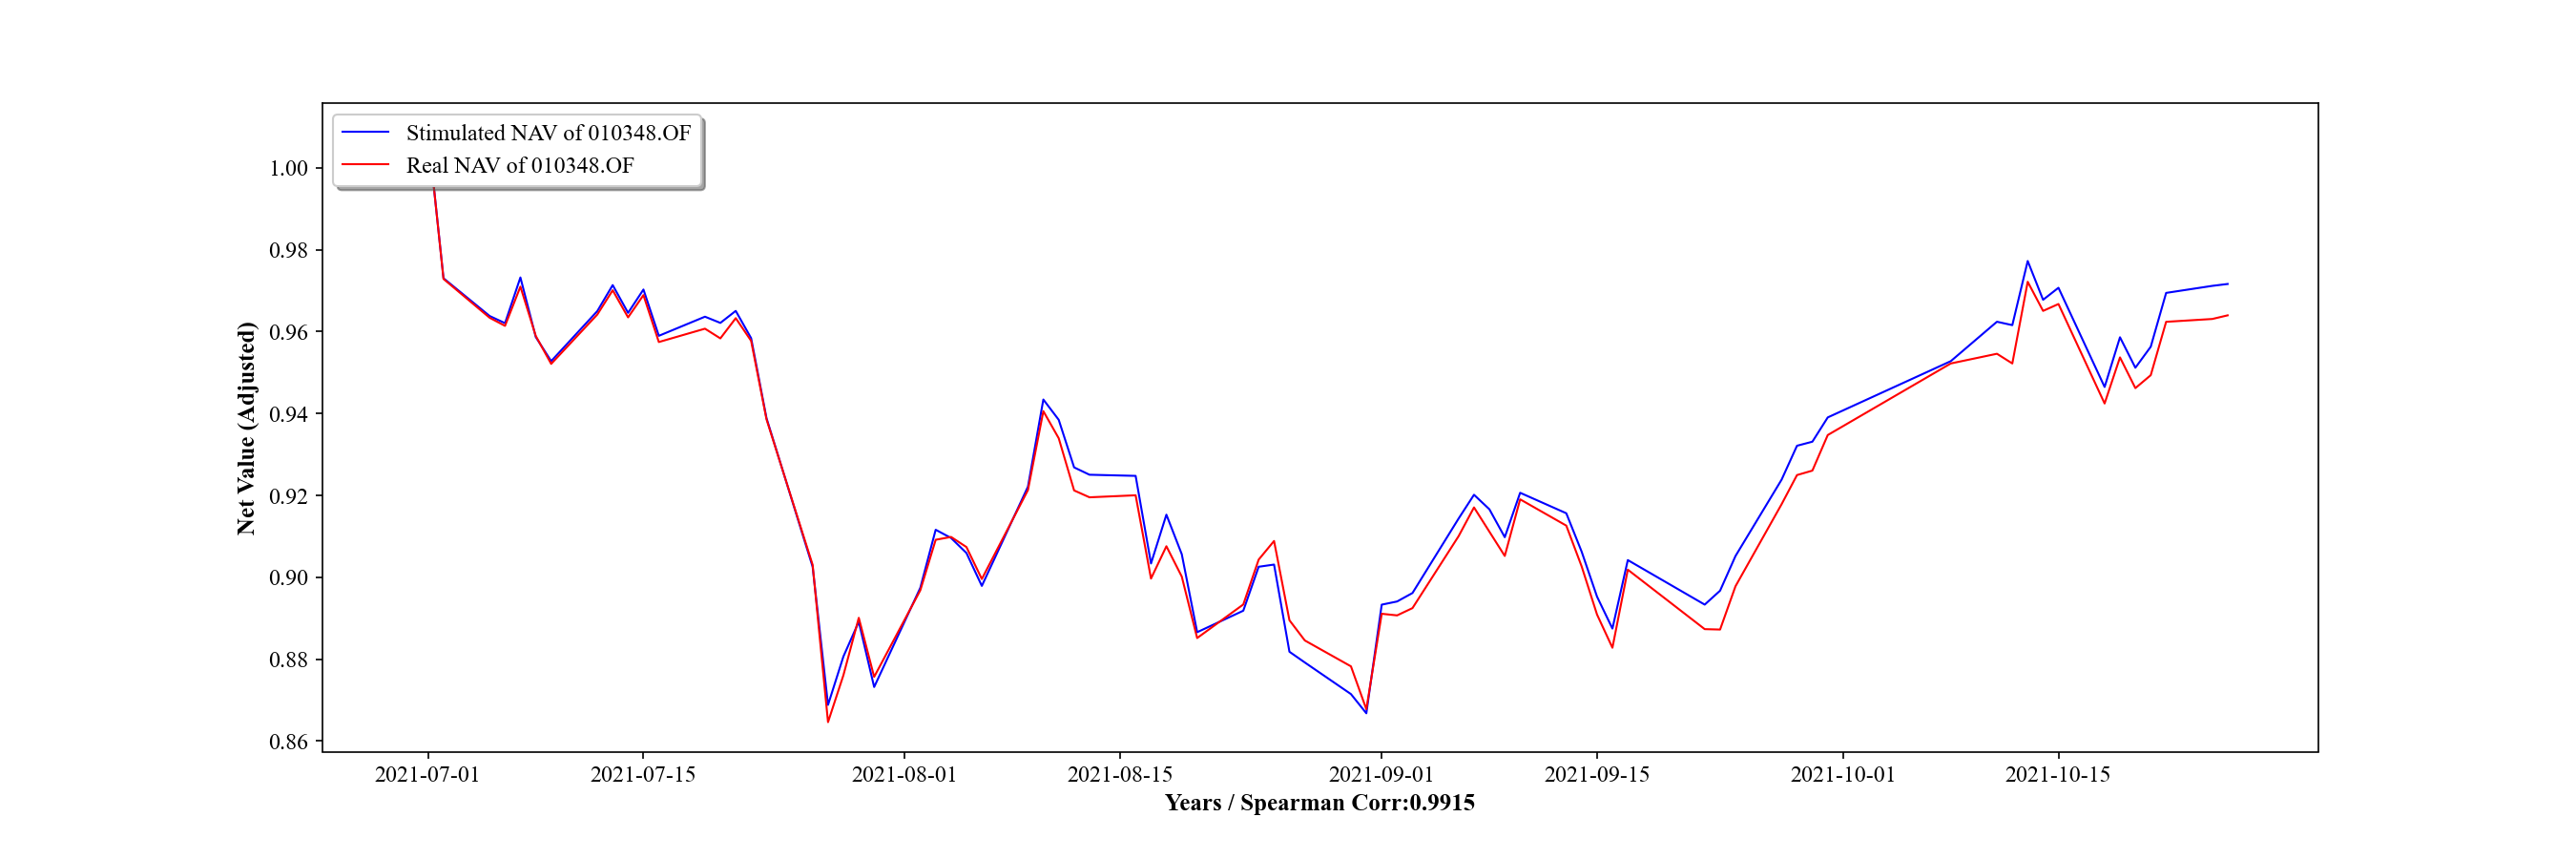 Stimulated NAV of 010348.OF
Real NAV of 010348.OF
Net Value (Adjusted)
1.00
0.98
0.96
0.94
0.92
0.90
0.88
0.86
2021-07-01 2021-07-15 2021-08-01 2021-08-15 2021-09-01 2021-09-15 2021-10-01 2021-10-15
Years / Spearman Corr:0.9915